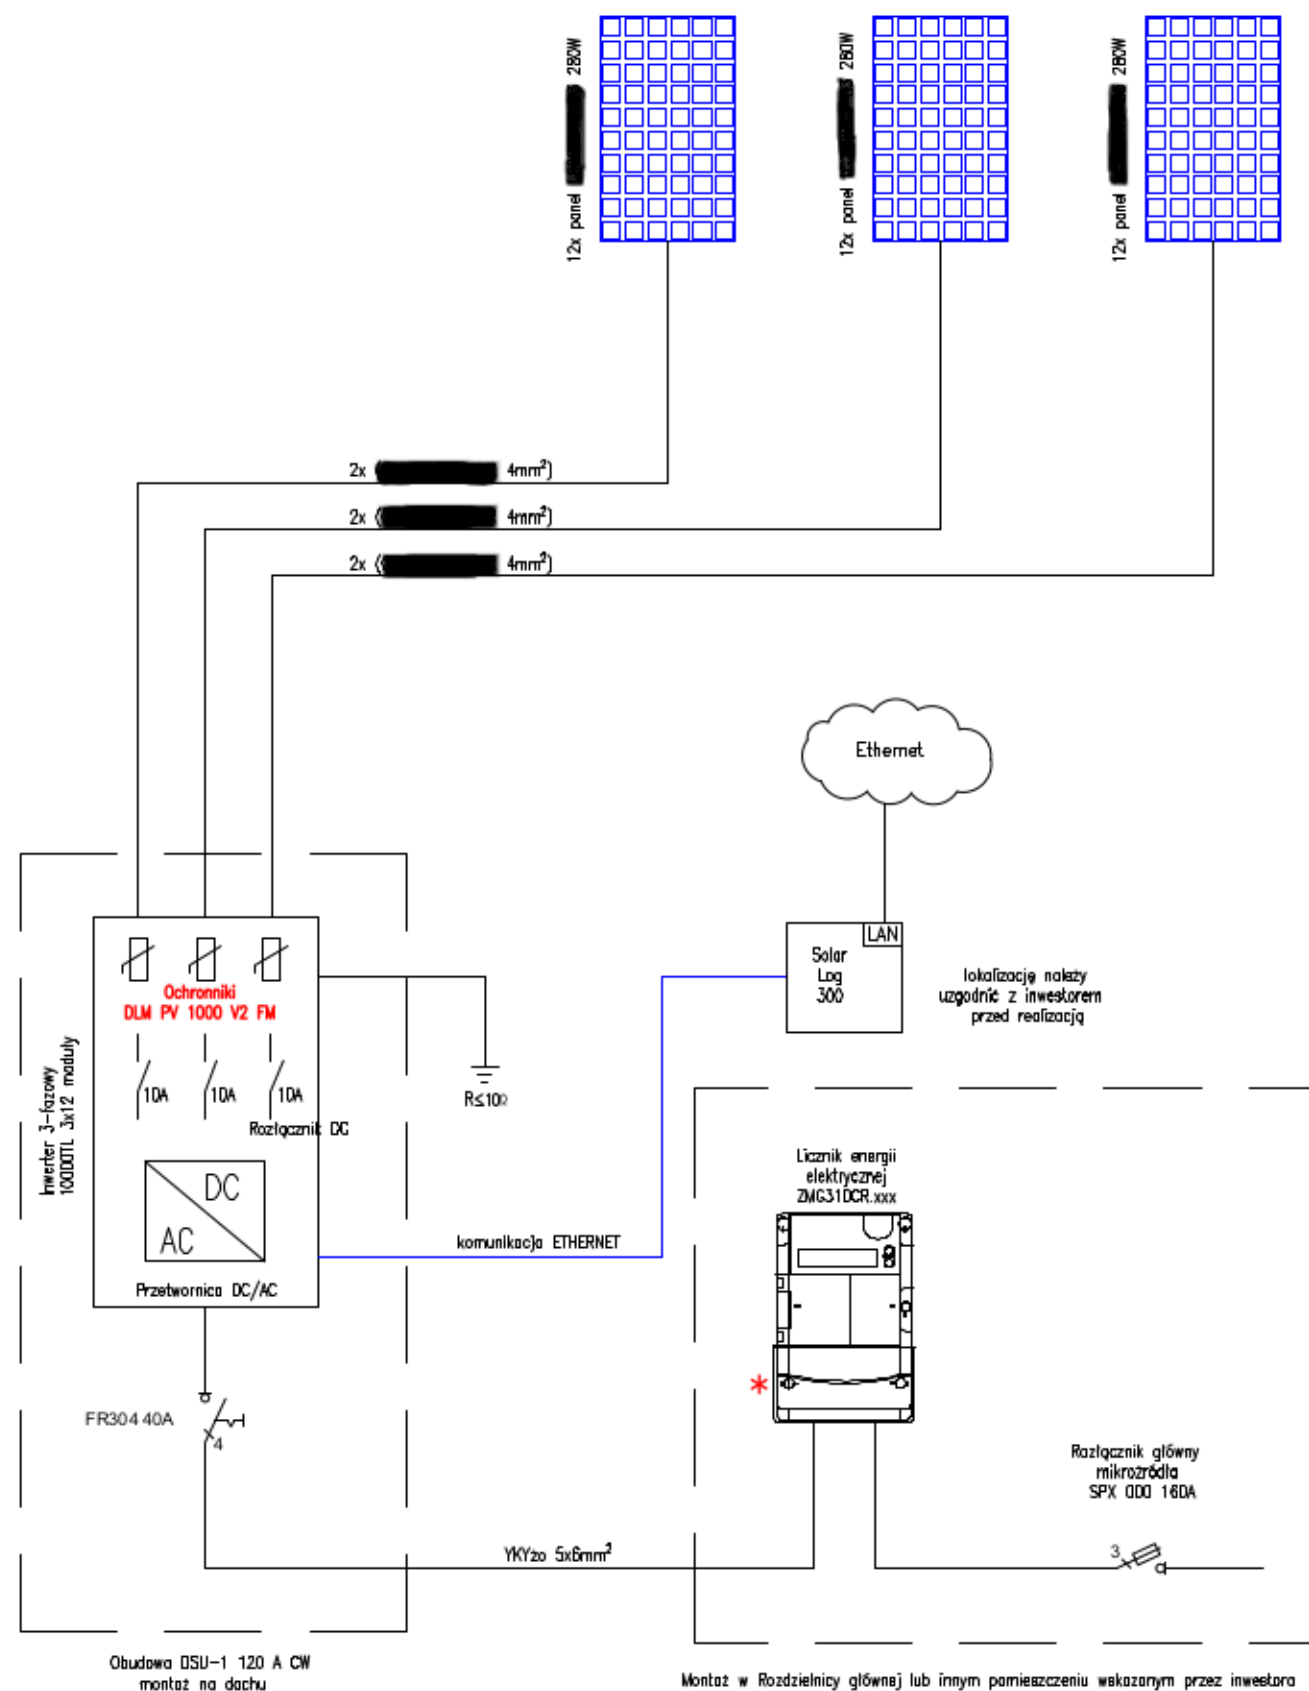 12x panel 280W
12x panel 280W
12x panel 280W
2x ( 4mm²)
2x ( 4mm²)
2x ( 4mm²)
Ethernet
LAN
Solar
Log
300
lokalizację należy
uzgodnić z inwestorem
przed realizacją
Ochronniki
DLM PV 1000 V2 FM
10A
10A
10A
Rozłącznik DC
Inwerter 3-fazowy
10000TL 3x12 moduły
R≤10Ω
DC
AC
Przetwornica DC/AC
komunikacja ETHERNET
Licznik energii
elektrycznej
ZMG310CR.xxx
*
FR304 40A
4
Rozłącznik główny
mikroźródła
SPX 000 160A
3
YKYżo 5x6mm²
Obudowa OSU-1 120 A CW
montaż na dachu
Montaż w Rozdzielnicy głównej lub innym pomieszczeniu wskazanym przez inwestora